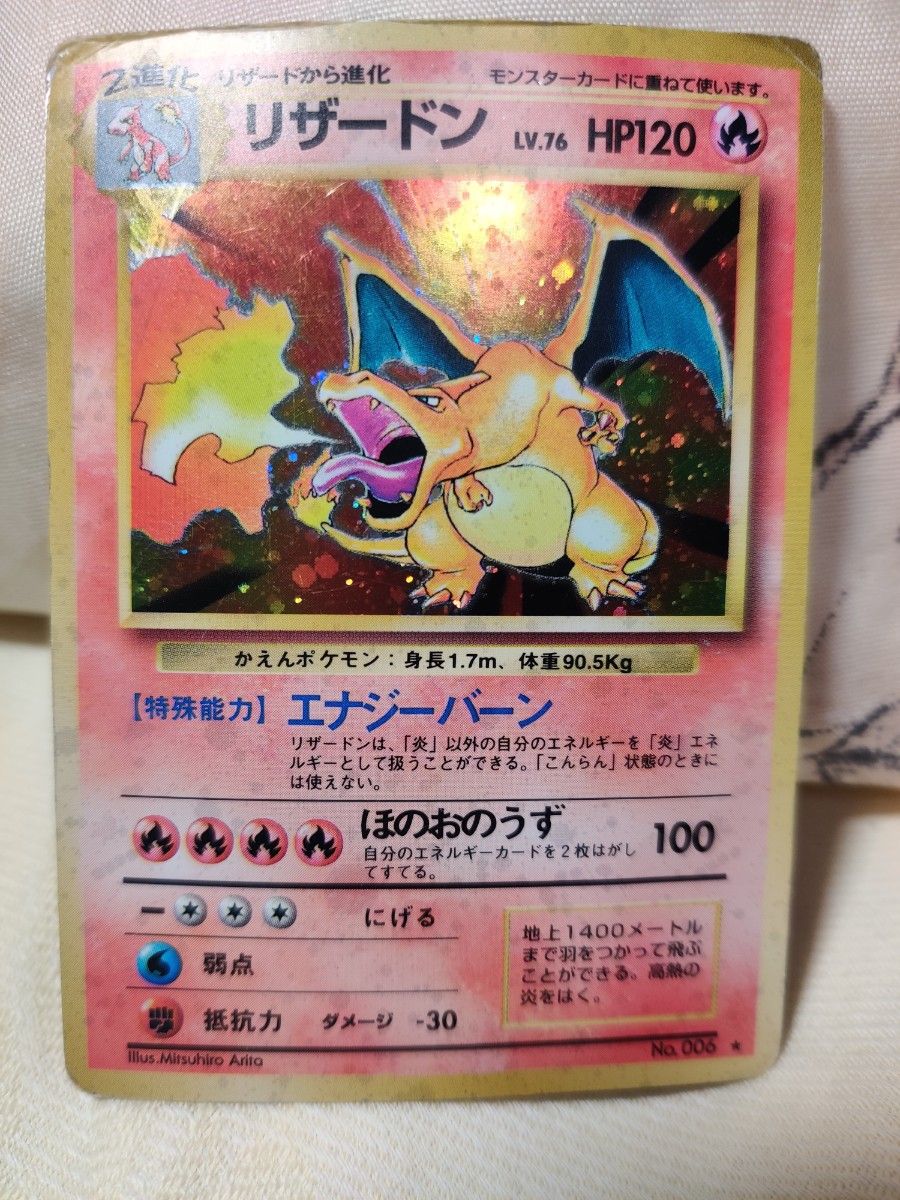 2進化 リザードから進化 モンスターカードに重ねて使います。
リザードン LV.76 HP120
かえんポケモン：身長1.7m、体重90.5Kg
【特殊能力】エナジーバーン
リザードンは、「炎」以外の自分のエネルギーを「炎」エネ
ルギーとして扱うことができる。「こんらん」状態のときに
は使えない。
ほのおのうず 100
自分のエネルギーカードを2枚はがし
てすてる。
ー にげる
弱点
抵抗力 ダメージ -30
地上1400メートル
まで羽をつかって飛ぶ
ことができる。高熱の
炎をはく。
Illus.Mitsuhiro Arita
No. 006 ★